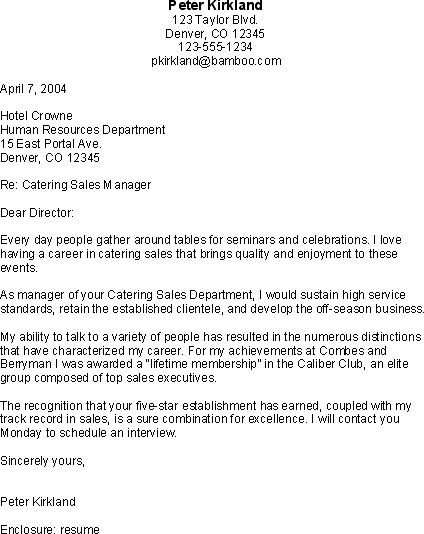 Peter Kirkland
123 Taylor Blvd.
Denver, CO 12345
123-555-1234
pkirkland@bamboo.com
April 7, 2004
Hotel Crowne
Human Resources Department
15 East Portal Ave.
Denver, CO 12345
Re: Catering Sales Manager
Dear Director:
Every day people gather around tables for seminars and celebrations. I love
having a career in catering sales that brings quality and enjoyment to these
events.
As manager of your Catering Sales Department, I would sustain high service
standards, retain the established clientele, and develop the off-season business.
My ability to talk to a variety of people has resulted in the numerous distinctions
that have characterized my career. For my achievements at Combes and
Berryman I was awarded a "lifetime membership" in the Caliber Club, an elite
group composed of top sales executives.
The recognition that your five-star establishment has earned, coupled with my
track record in sales, is a sure combination for excellence. I will contact you
Monday to schedule an interview.
Sincerely yours,
Peter Kirkland
Enclosure: resume